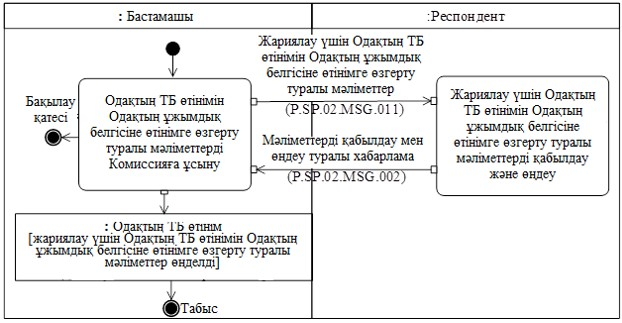 : Бастамашы
:Респондент
Жариялау үшін Одақтың ТБ
өтінімін Одақтың ұжымдық
белгісіне өтінімге өзгерту
туралы мәліметтер
(P.SP.02.MSG.011)
Бақылау
қатесі
Одақтың ТБ өтінімін
Одақтың ұжымдық
белгісіне өтінімге өзгерту
туралы мәліметтерді
Комиссияға ұсыну
Жариялау үшін Одақтың
ТБ өтінімін Одақтың
ұжымдық белгісіне
өтінімге өзгерту туралы
мәліметтерді қабылдау
және өңдеу
Мәліметтерді қабылдау мен
өңдеу туралы хабарлама
(P.SP.02.MSG.002)
: Одақтың ТБ өтінім
[жариялау үшін Одақтың ТБ өтінімін Одақтың
ұжымдық белгісіне өтінімге өзгерту туралы
мәліметтер өңделді]
Табыс